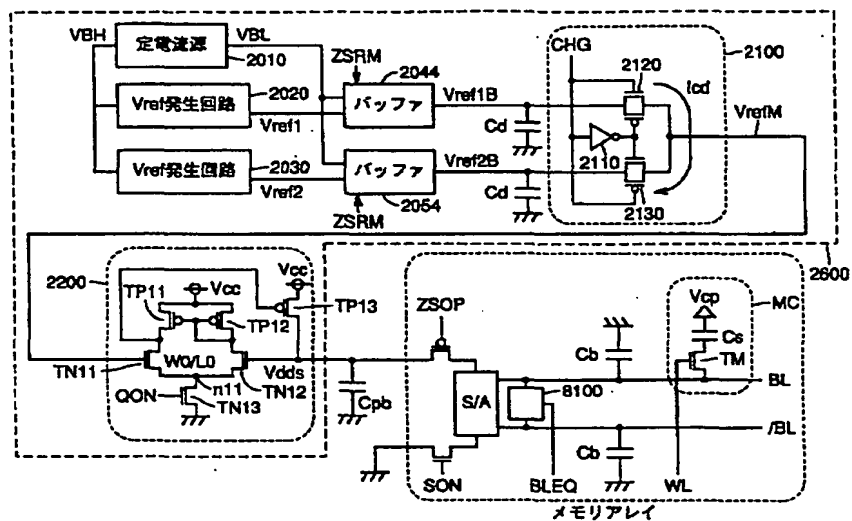 VBH
定電流源
VBL
2010
ZSRM
2044
CHG
2120
2100
Vref発生回路
2020
Vref1
バッファ
Vref1B
Icd
VrefM
Cd
2110
Vref発生回路
2030
Vref2
バッファ
Vref2B
2054
Cd
2130
ZSRM
2600
2200
Vcc
Vcc
TP11
TP12
TP13
ZSOP
Vcp
MC
Cs
TM
W0/L0
Vdds
TN11
n11
TN12
QON
TN13
Cpb
Cb
BL
S/A
8100
/BL
Cb
SON
BLEQ
WL
メモリアレイ